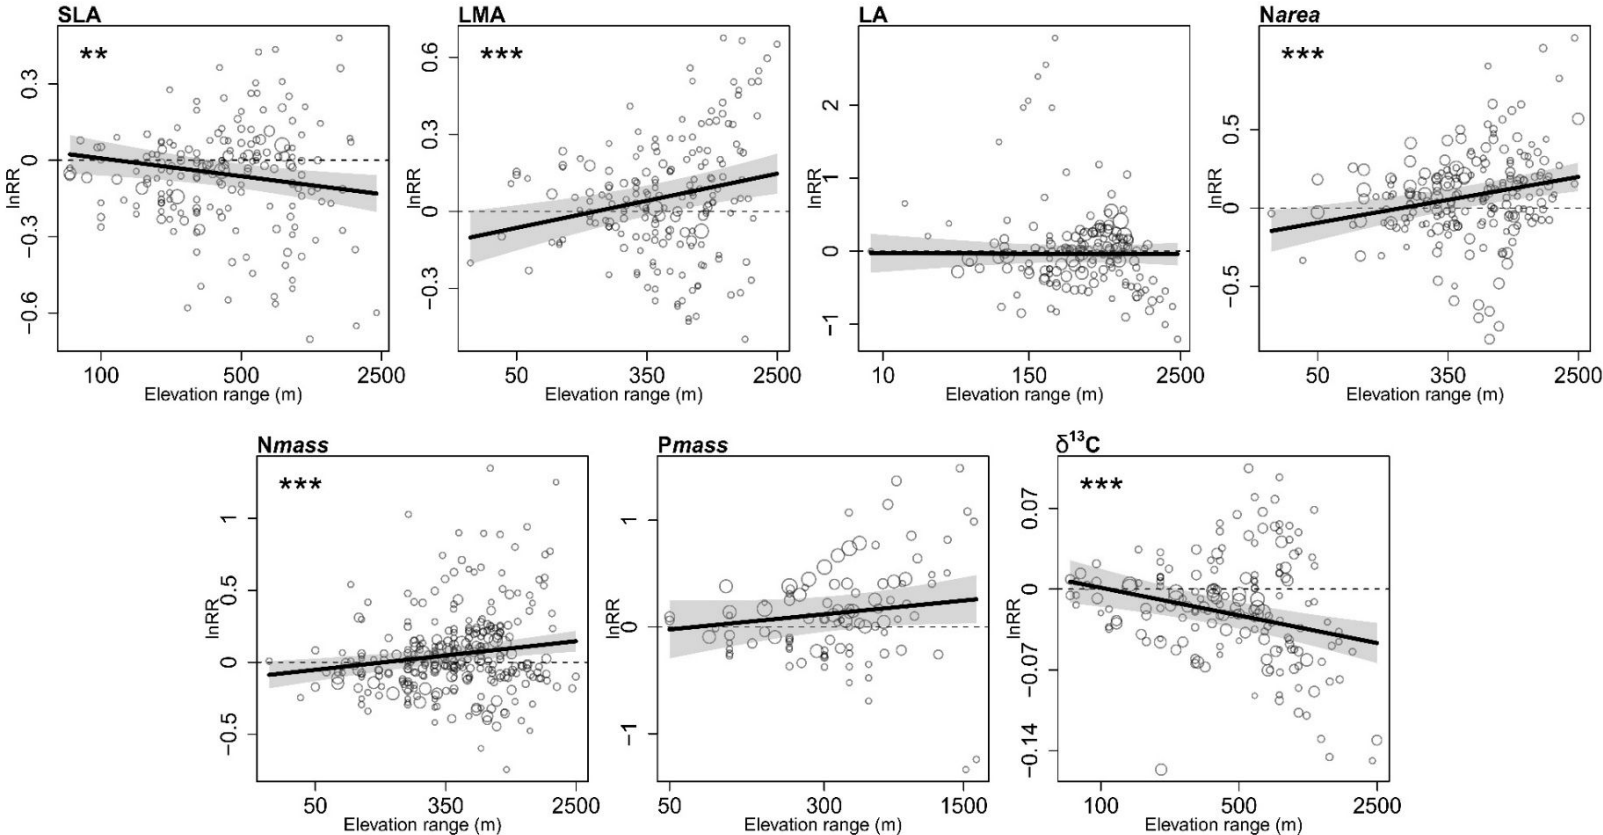 SLA
**
lnRR
0.3
0
−0.3
−0.6
100
500
2500
Elevation range (m)
LMA
***
lnRR
0.6
0.3
0
−0.3
50
350
2500
Elevation range (m)
LA
lnRR
2
1
0
−1
10
150
2500
Elevation range (m)
Narea
***
lnRR
0.5
0
−0.5
50
350
2500
Elevation range (m)
Nmass
***
lnRR
1
0.5
0
−0.5
50
350
2500
Elevation range (m)
Pmass
lnRR
1
0
−1
50
300
1500
Elevation range (m)
δ¹³C
***
lnRR
0.07
0
−0.07
−0.14
100
500
2500
Elevation range (m)